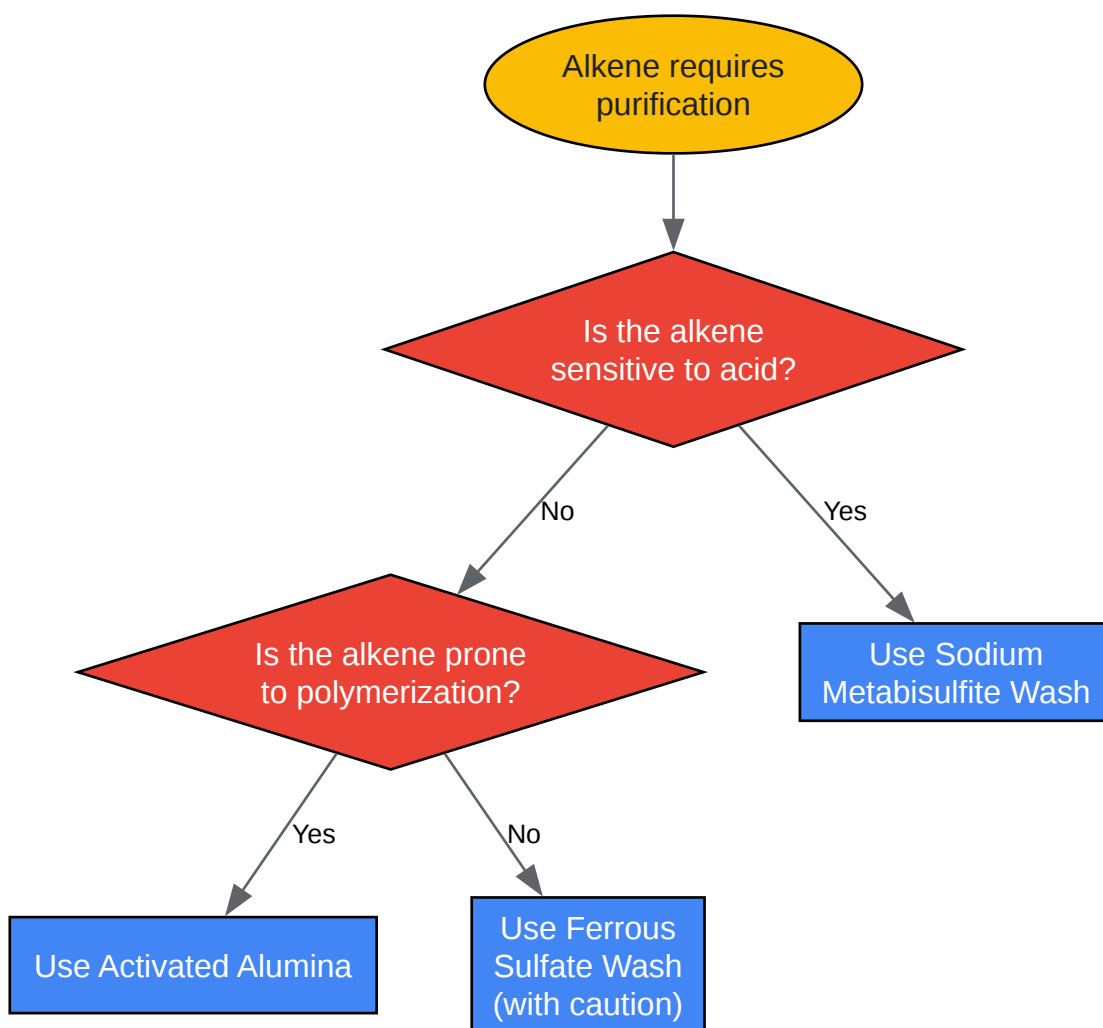 Alkene requires
purification
Is the alkene
sensitive to acid?
No
Yes
Is the alkene prone
to polymerization?
Use Sodium
Metabisulfite Wash
Yes
No
Use Activated Alumina
Use Ferrous
Sulfate Wash
(with caution)